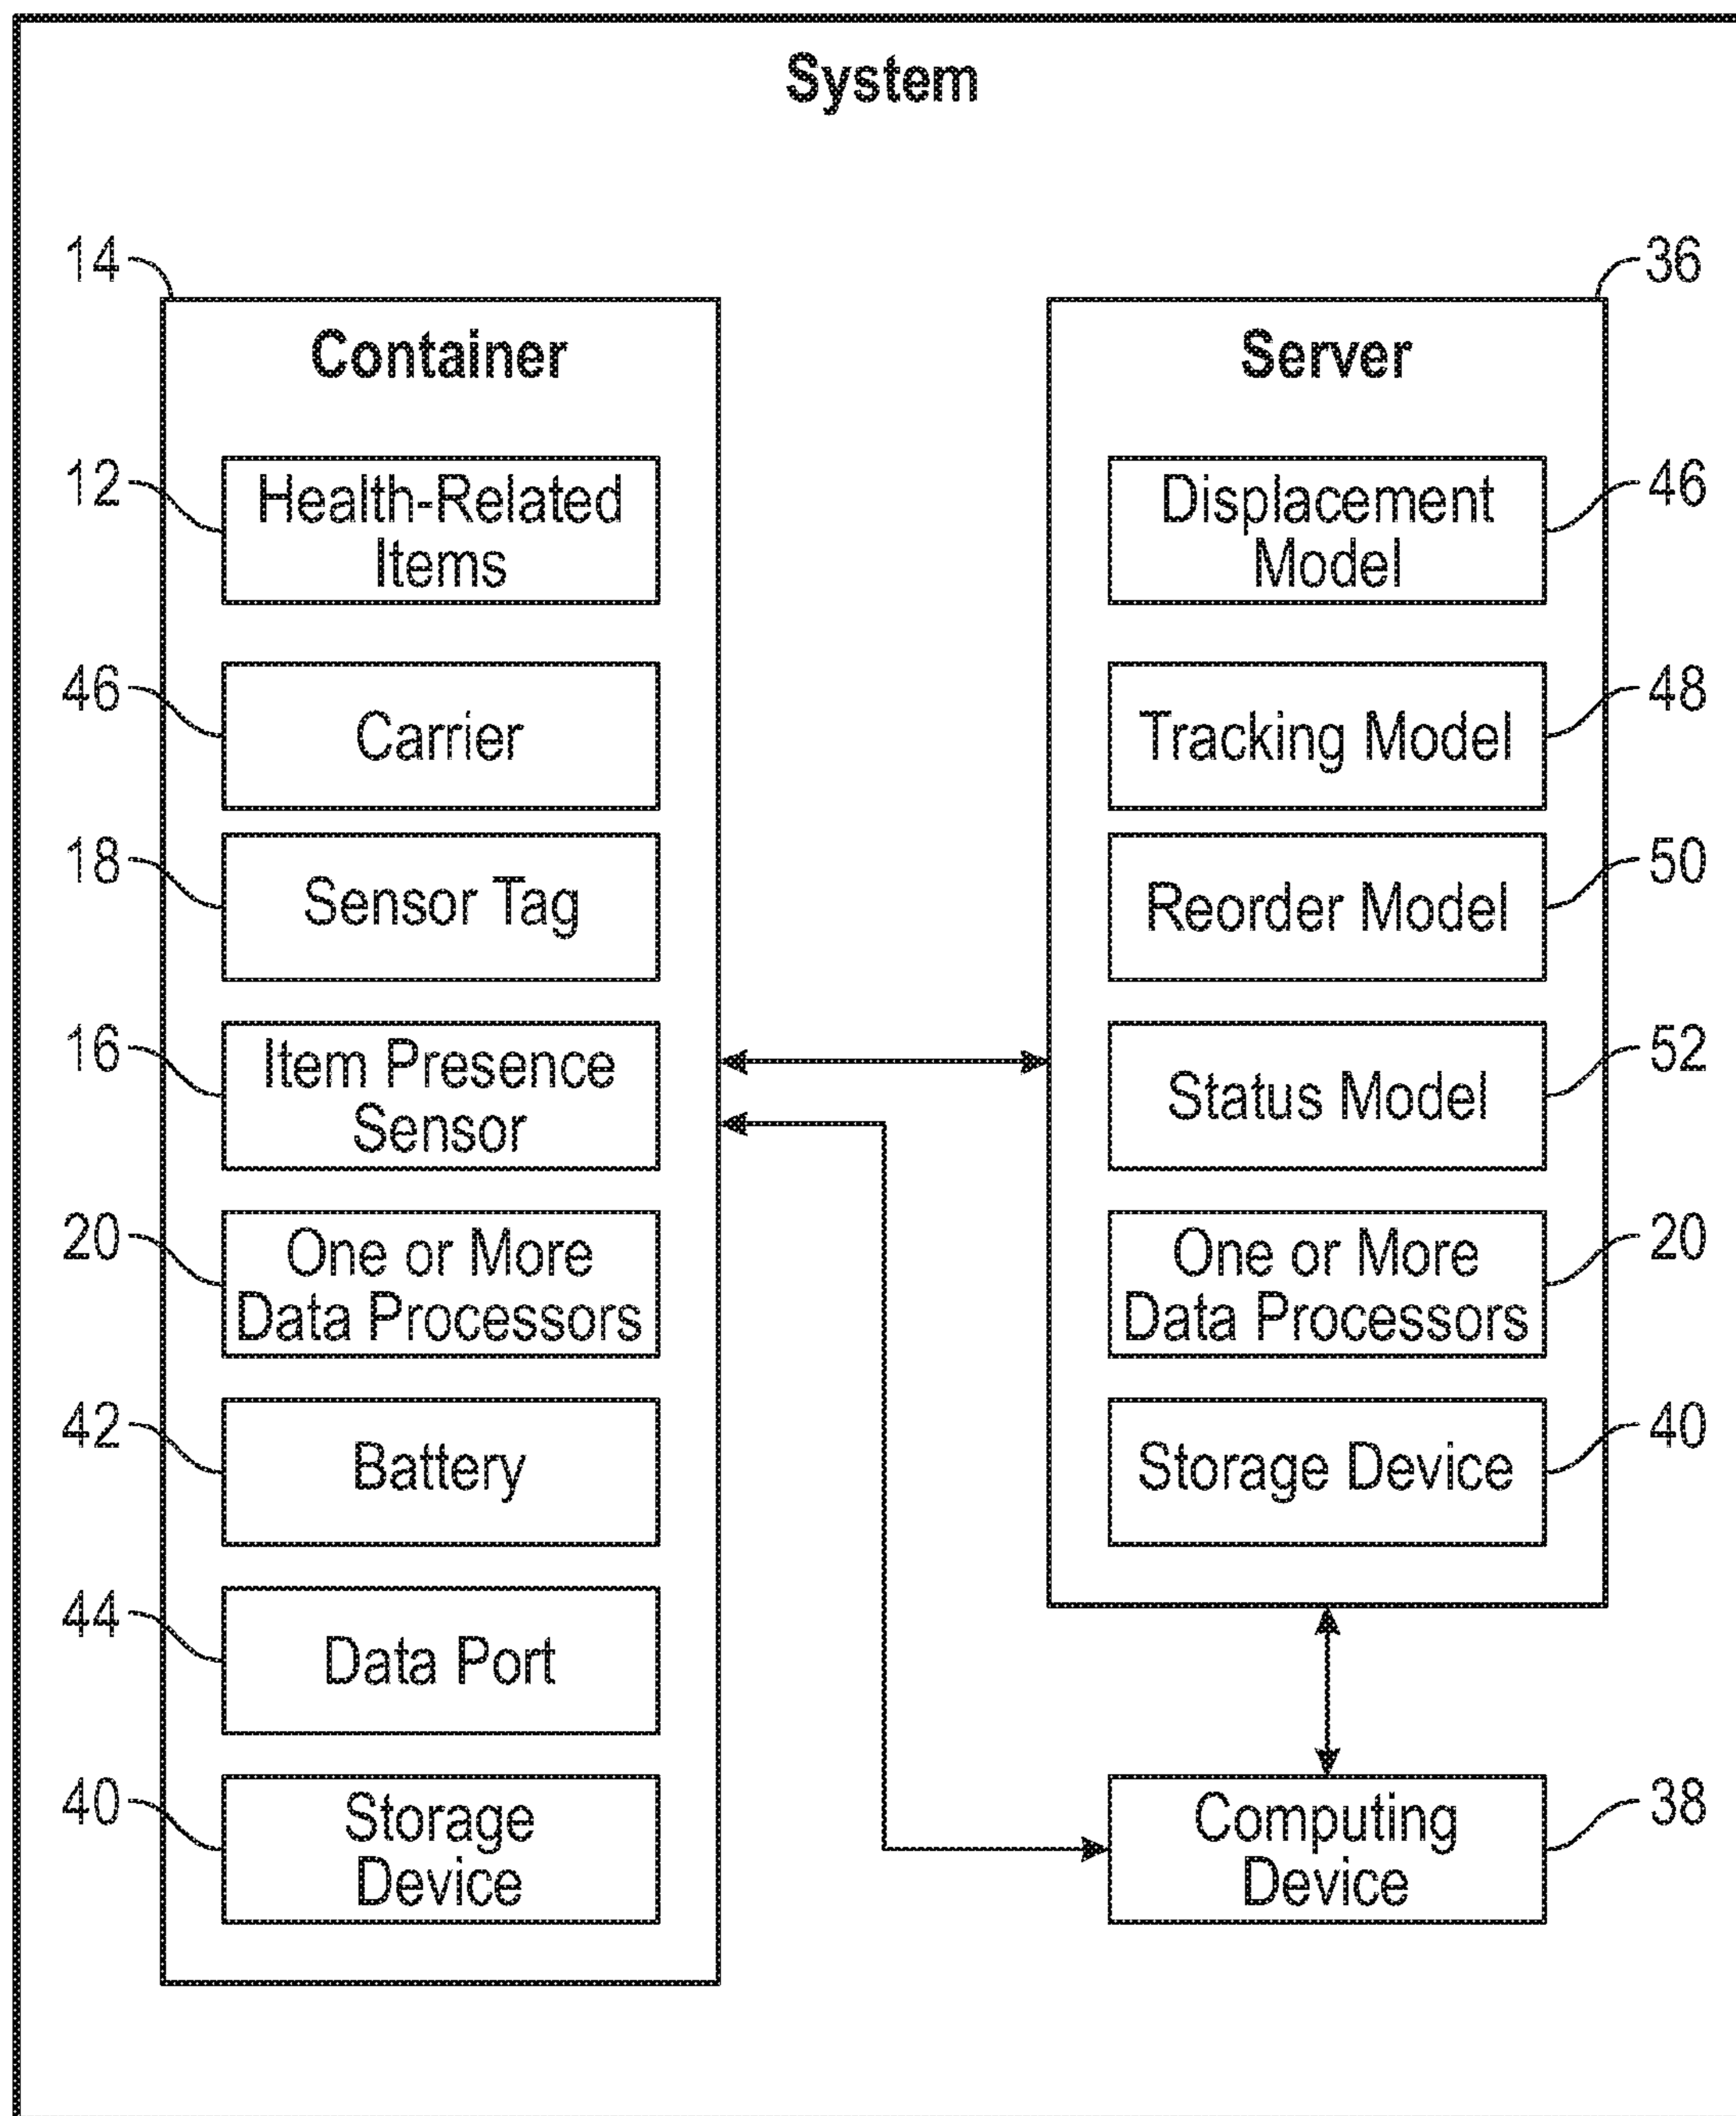 System
14
Container
12
Health-Related
Items
46
Carrier
18
Sensor Tag
16
Item Presence
Sensor
20
One or More
Data Processors
42
Battery
44
Data Port
40
Storage
Device
36
Server
Displacement
Model
46
Tracking Model
48
Reorder Model
50
Status Model
52
One or More
Data Processors
20
Storage Device
40
Computing
Device
38